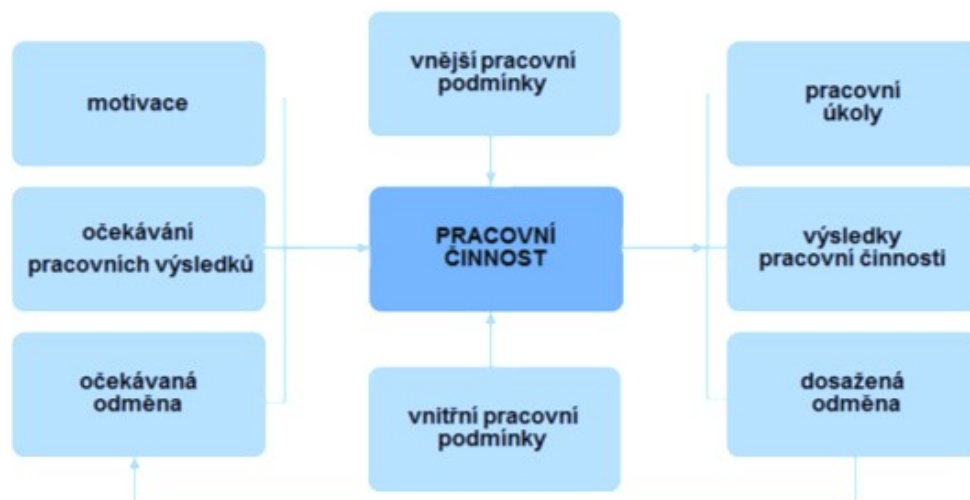 motivace
očekávání
pracovních výsledků
očekávaná
odměna
vnější pracovní
podmínky
PRACOVNÍ
ČINNOST
vnitřní pracovní
podmínky
pracovní
úkoly
výsledky
pracovní činnosti
dosažená
odměna